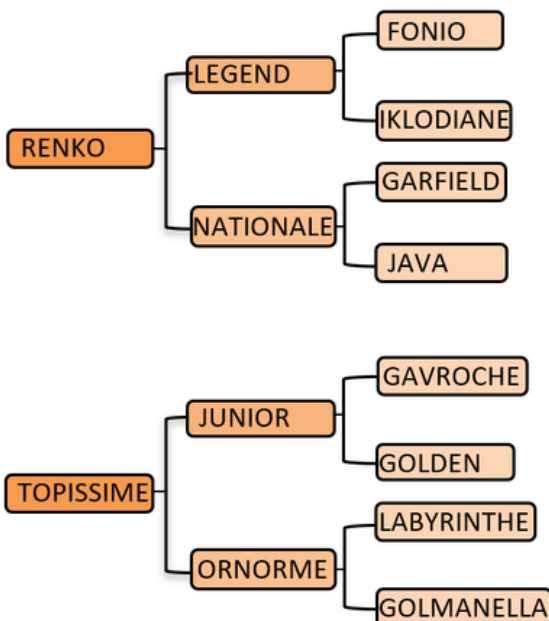 FONIO
LEGEND
IKLODIANE
RENKO
GARFIELD
NATIONALE
JAVA
GAVROCHE
JUNIOR
GOLDEN
TOPISSIME
LABYRINTHE
ORNORME
GOLMANELLA